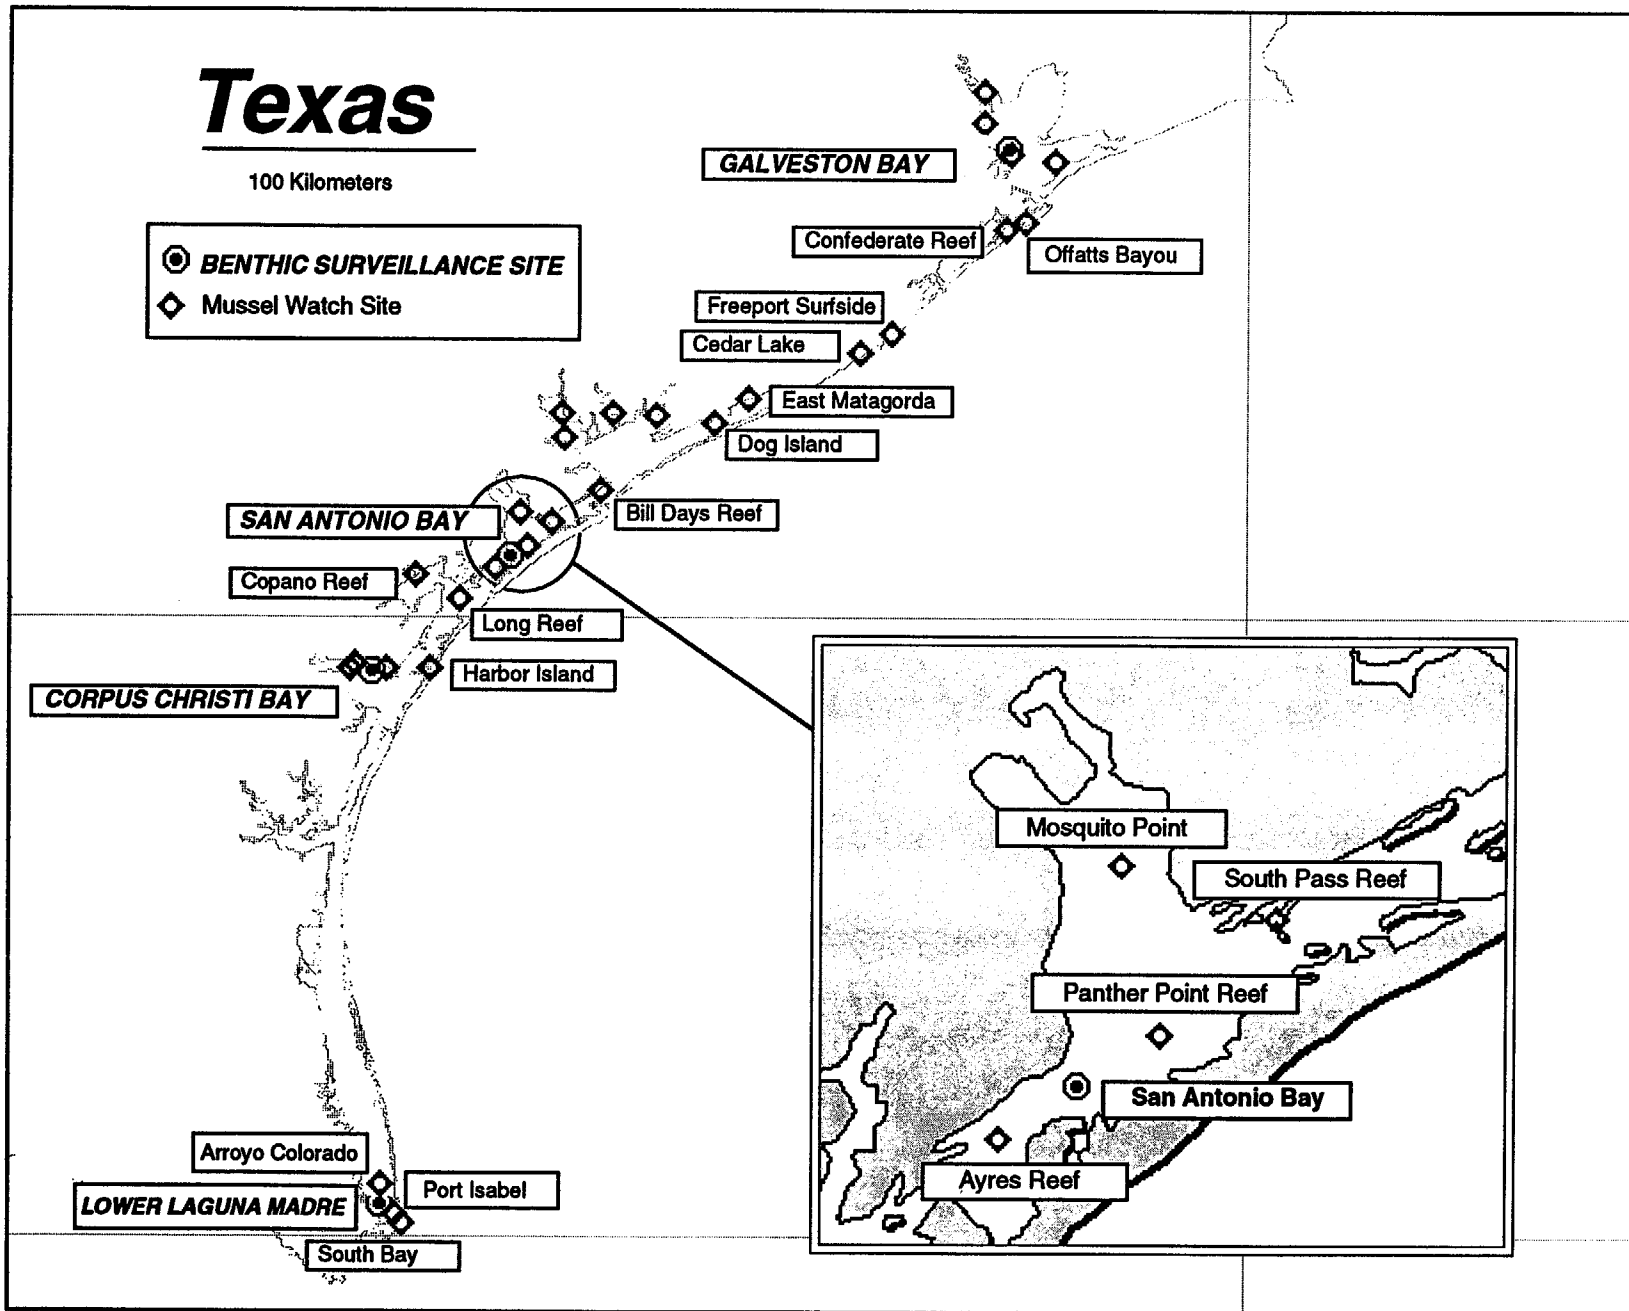 Texas
100 Kilometers
BENTHIC SURVEILLANCE SITE
Mussel Watch Site
GALVESTON BAY
Confederate Reef
Offatts Bayou
Freeport Surfside
Cedar Lake
East Matagorda
Dog Island
SAN ANTONIO BAY
Bill Days Reef
Copano Reef
Long Reef
Harbor Island
CORPUS CHRISTI BAY
Mosquito Point
South Pass Reef
Panther Point Reef
San Antonio Bay
Ayres Reef
Arroyo Colorado
Port Isabel
LOWER LAGUNA MADRE
South Bay